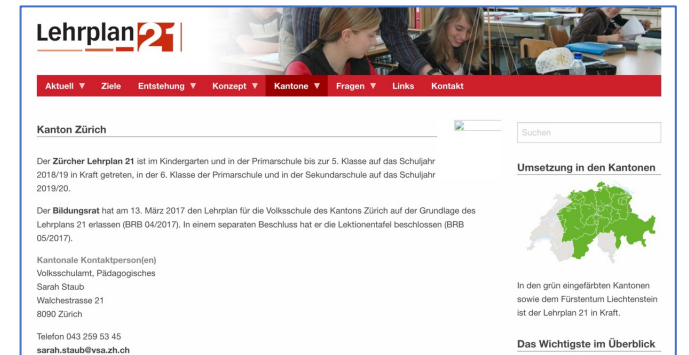 Lehrplan 21
Aktuell ▼ Ziele Entstehung ▼ Konzept ▼ Kantone ▼ Fragen ▼ Links Kontakt
Kanton Zürich
Der Zürcher Lehrplan 21 ist im Kindergarten und in der Primarschule bis zur 5. Klasse auf das Schuljahr
2018/19 in Kraft getreten, in der 6. Klasse der Primarschule und in der Sekundarschule auf das Schuljahr
2019/20.
Der Bildungsrat hat am 13. März 2017 den Lehrplan für die Volksschule des Kantons Zürich auf der Grundlage des
Lehrplans 21 erlassen (BRB 04/2017). In einem separaten Beschluss hat er die Lektionentafel beschlossen (BRB
05/2017).
Kantonale Kontaktperson(en)
Volksschulamt, Pädagogisches
Sarah Staub
Walchestrasse 21
8090 Zürich
Telefon 043 259 53 45
sarah.staub@vsa.zh.ch
Suchen
Umsetzung in den Kantonen
In den grün eingefärbten Kantonen
sowie dem Fürstentum Liechtenstein
ist der Lehrplan 21 in Kraft.
Das Wichtigste im Überblick